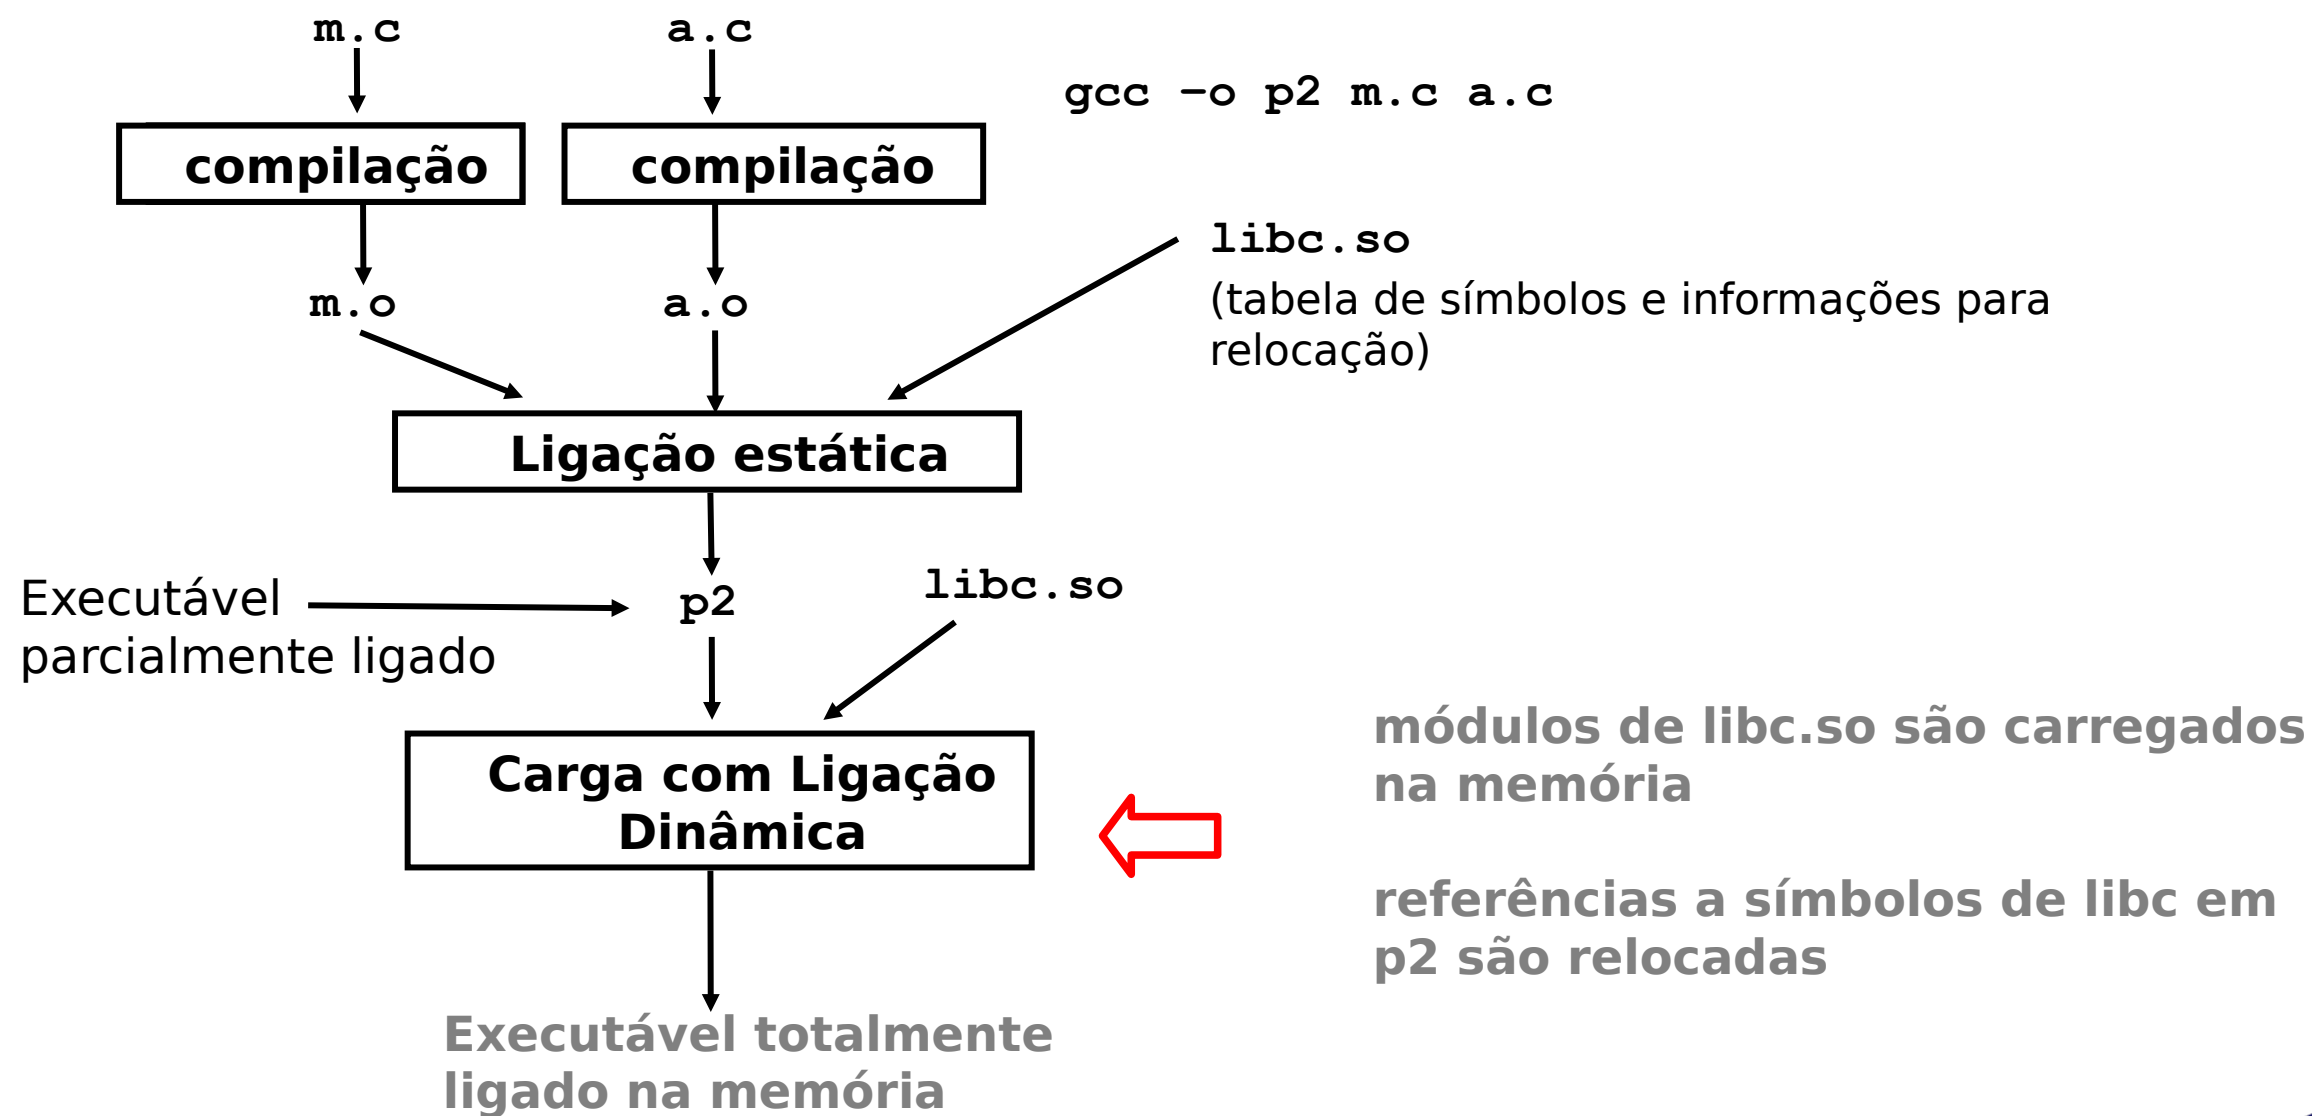 m.c
a.c
gcc –o p2 m.c a.c
compilação
compilação
libc.so
(tabela de símbolos e informações para
relocação)
m.o
a.o
Ligação estática
Executável
parcialmente ligado
p2
libc.so
Carga com Ligação
Dinâmica
módulos de libc.so são carregados
na memória
referências a símbolos de libc em
p2 são relocadas
Executável totalmente
ligado na memória